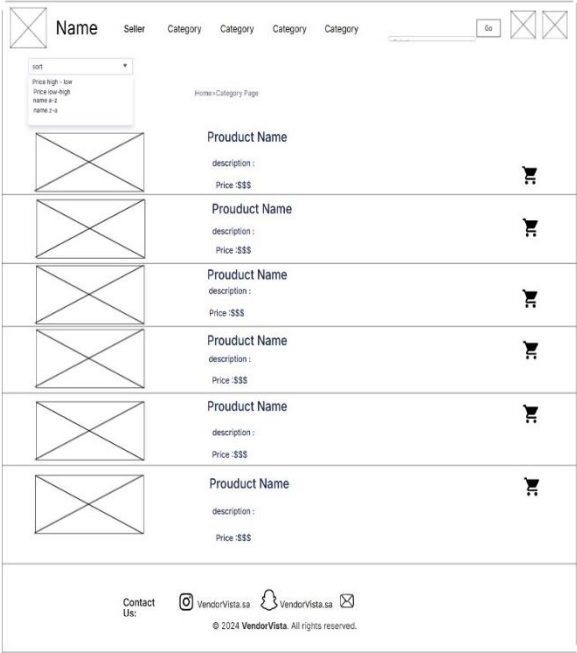 Name Seller Category Category Category Category Go
sort
Price high - low
Price low-high
name a-z
name z-a
Home>Category Page
Prouduct Name
description :
Price :$$$
Prouduct Name
description :
Price :$$$
Prouduct Name
description :
Price :$$$
Prouduct Name
description :
Price :$$$
Prouduct Name
description :
Price :$$$
Prouduct Name
description :
Price :$$$
Contact
Us:
VendorVista.sa VendorVista.sa
© 2024 VendorVista. All rights reserved.